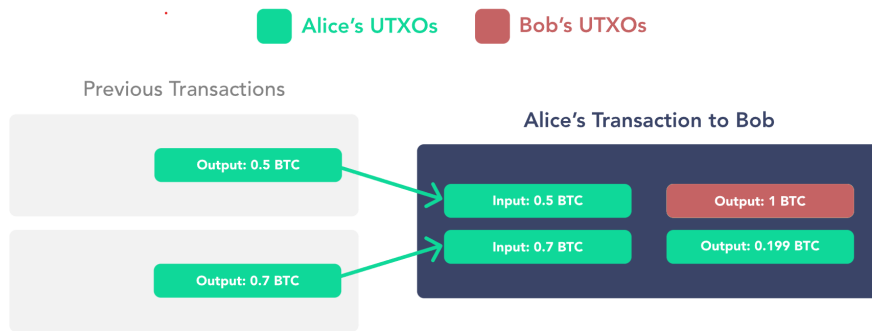 Alice's UTXOs
Bob's UTXOs
Previous Transactions
Alice's Transaction to Bob
Output: 0.5 BTC
Input: 0.5 BTC
Output: 1 BTC
Input: 0.7 BTC
Output: 0.199 BTC
Output: 0.7 BTC